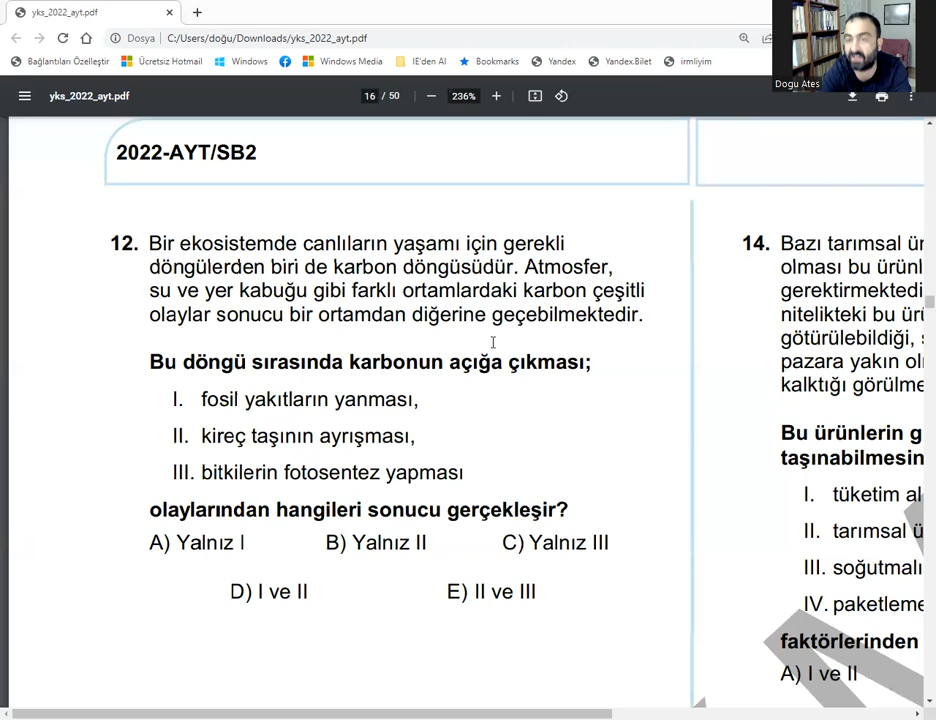 yks_2022_ayt.pdf
Dosya | C:/Users/doğu/Downloads/yks_2022_ayt.pdf
Bağlantıları Özelleştir Ücretsiz Hotmail Windows Windows Media IE'den Al Bookmarks Yandex Yandex.Bilet irmliyim
Dogu Ates
yks_2022_ayt.pdf 16 / 50 236%
2022-AYT/SB2
12. Bir ekosistemde canlıların yaşamı için gerekli
döngülerden biri de karbon döngüsüdür. Atmosfer,
su ve yer kabuğu gibi farklı ortamlardaki karbon çeşitli
olaylar sonucu bir ortamdan diğerine geçebilmektedir.
Bu döngü sırasında karbonun açığa çıkması;
I. fosil yakıtların yanması,
II. kireç taşının ayrışması,
III. bitkilerin fotosentez yapması
olaylarından hangileri sonucu gerçekleşir?
A) Yalnız I B) Yalnız II C) Yalnız III
D) I ve II E) II ve III
14. Bazı tarımsal ür
olması bu ürünl
gerektirmektedi
nitelikteki bu ürü
götürülebildiği, s
pazara yakın olm
kalktığı görülme
Bu ürünlerin g
taşınabilmesin
I. tüketim al
II. tarımsal ü
III. soğutmalı
IV. paketleme
faktörlerinden
A) I ve II